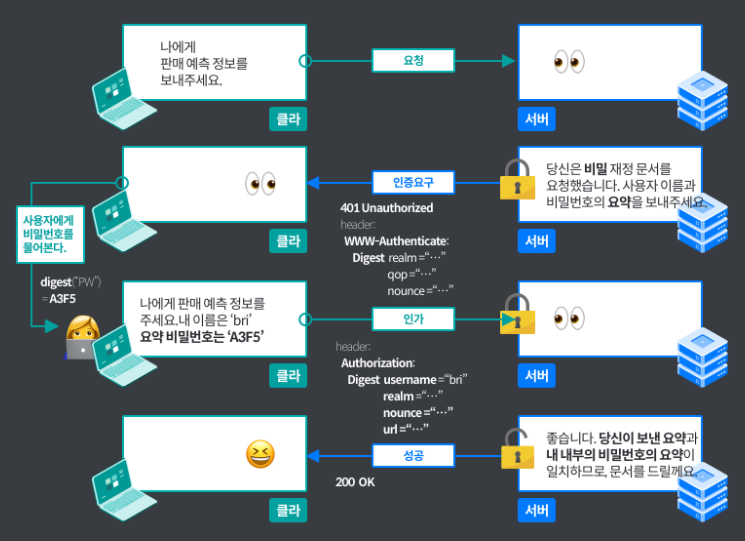 나에게
판매 예측 정보를
보내주세요.
요청
클라
서버
인증요구
당신은 비밀 재정 문서를
요청했습니다. 사용자 이름과
비밀번호의 요약을 보내주세요.
401 Unauthorized
header:
WWW-Authenticate:
Digest realm =“…”
qop =“…”
nounce =“…”
클라
서버
사용자에게
비밀번호를
물어본다.
digest(“PW”)
= A3F5
나에게 판매 예측 정보를
주세요.내 이름은 ‘bri’
요약 비밀번호는 ‘A3F5’
인가
header:
Authorization:
Digest username =“bri”
realm =“…”
nounce =“…”
url =“…”
클라
서버
성공
200 OK
좋습니다. 당신이 보낸 요약과
내 내부의 비밀번호의 요약이
일치하므로, 문서를 드릴께요.
클라
서버